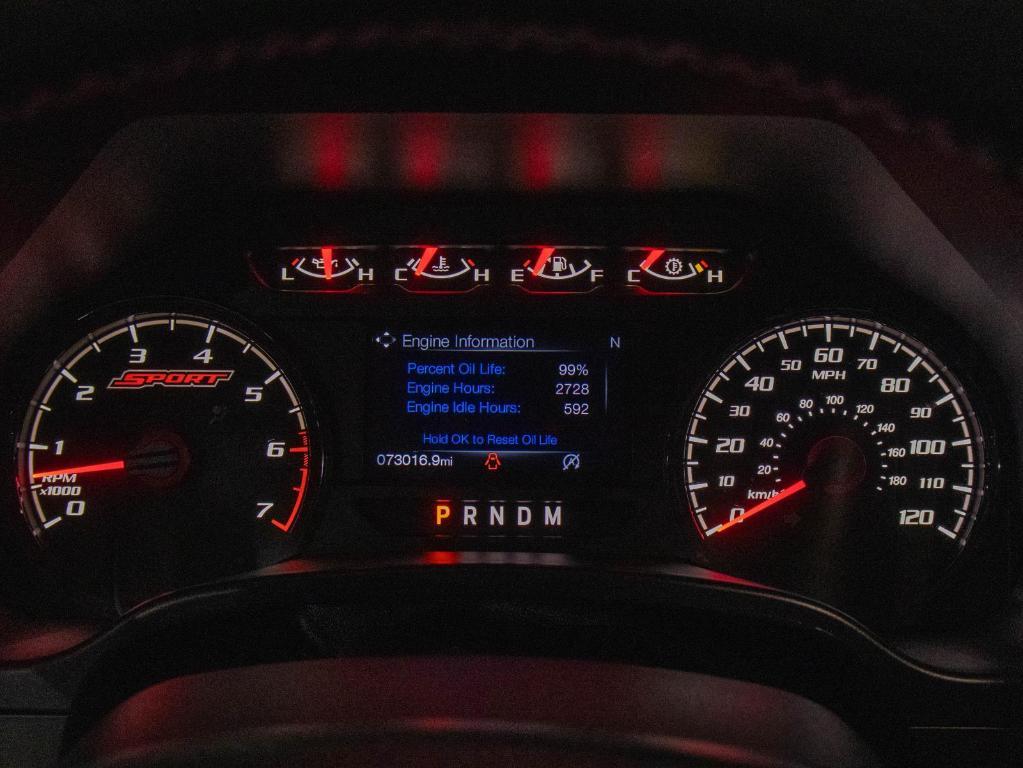 L H C H E F C H
Engine Information N
Percent Oil Life: 99%
Engine Hours: 2728
Engine Idle Hours: 592
Hold OK to Reset Oil Life
073016.9mi
P R N D M
SPORT
0 1 2 3 4 5 6 7
RPM
x1000
0 10 20 30 40 50 60 70 80 90 100 110 120
MPH
20 40 60 80 100 120 140 160 180
km/h